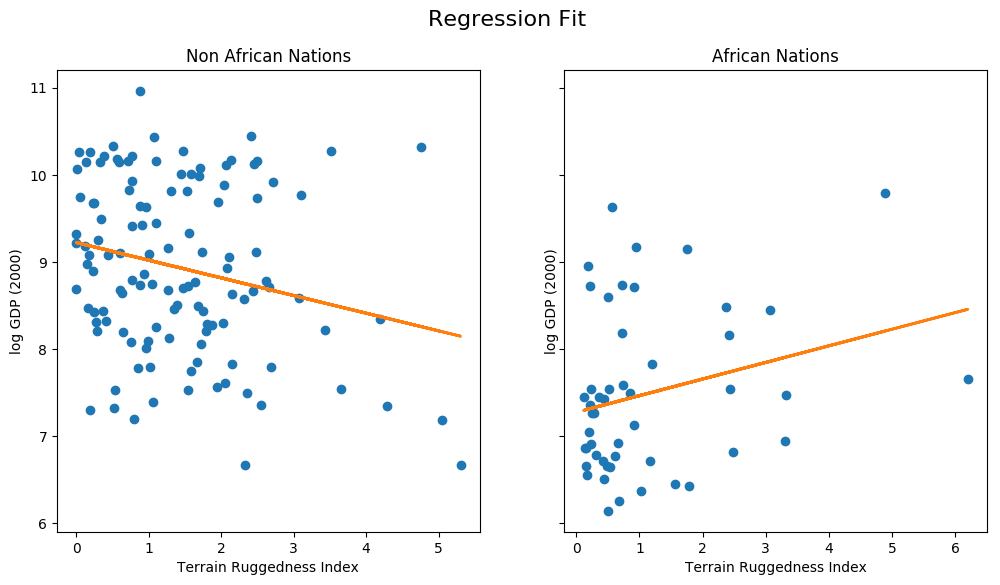 Regression Fit
Non African Nations
African Nations
11
10
9
8
7
6
log GDP (2000)
log GDP (2000)
0 1 2 3 4 5
0 1 2 3 4 5 6
Terrain Ruggedness Index
Terrain Ruggedness Index